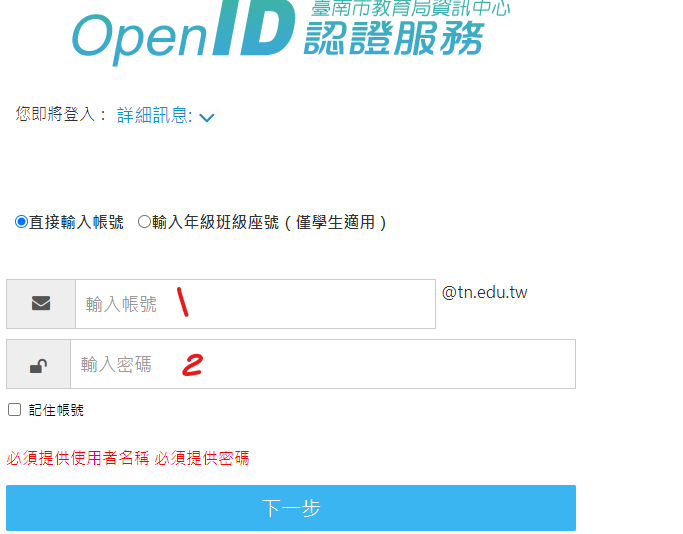 臺南市教育局資訊中心
OpenID 認證服務
您即將登入： 詳細訊息:
直接輸入帳號 輸入年級班級座號 ( 僅學生適用 )
輸入帳號 1 @tn.edu.tw
輸入密碼 2
記住帳號
必須提供使用者名稱 必須提供密碼
下一步